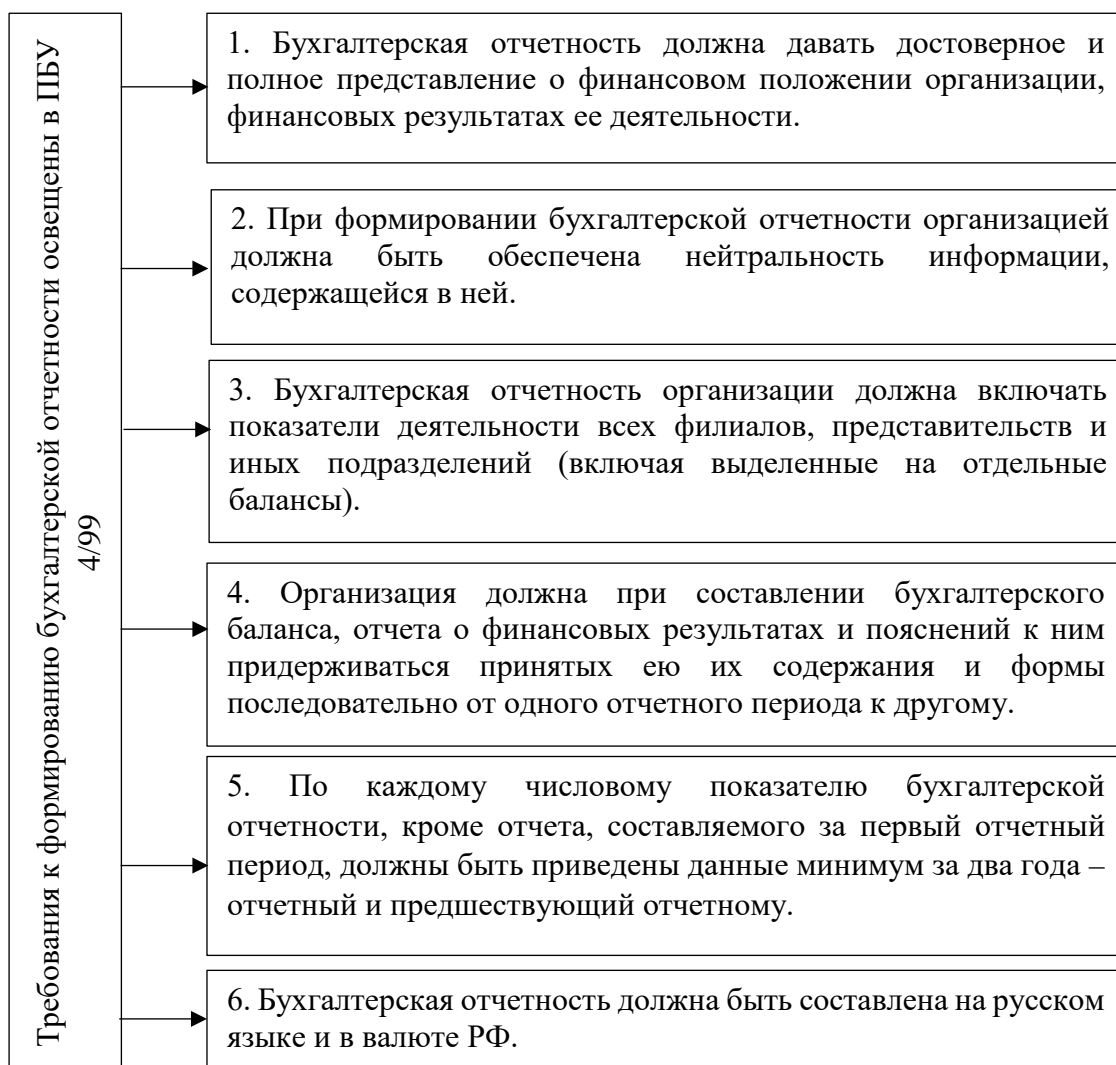 Требования к формированию бухгалтерской отчетности освещены в ПБУ
4/99
1. Бухгалтерская отчетность должна давать достоверное и
полное представление о финансовом положении организации,
финансовых результатах ее деятельности.
2. При формировании бухгалтерской отчетности организацией
должна быть обеспечена нейтральность информации,
содержащейся в ней.
3. Бухгалтерская отчетность организации должна включать
показатели деятельности всех филиалов, представительств и
иных подразделений (включая выделенные на отдельные
балансы).
4. Организация должна при составлении бухгалтерского
баланса, отчета о финансовых результатах и пояснений к ним
придерживаться принятых ею их содержания и формы
последовательно от одного отчетного периода к другому.
5. По каждому числовому показателю бухгалтерской
отчетности, кроме отчета, составляемого за первый отчетный
период, должны быть приведены данные минимум за два года –
отчетный и предшествующий отчетному.
6. Бухгалтерская отчетность должна быть составлена на русском
языке и в валюте РФ.